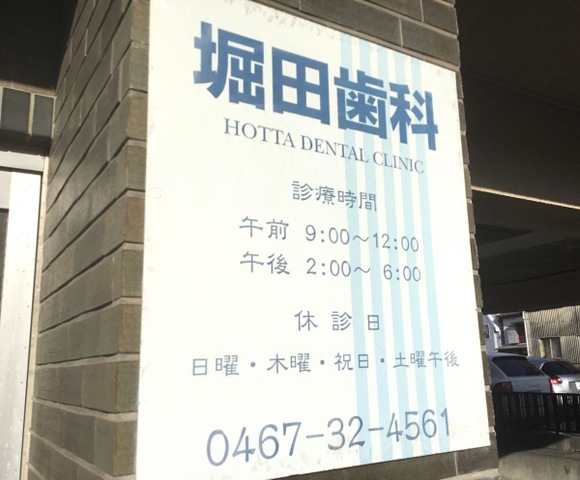 堀田歯科
HOTTA DENTAL CLINIC
診療時間
午前 9:00〜12:00
午後 2:00〜 6:00
休診日
日曜・木曜・祝日・土曜午後
0467-32-4561